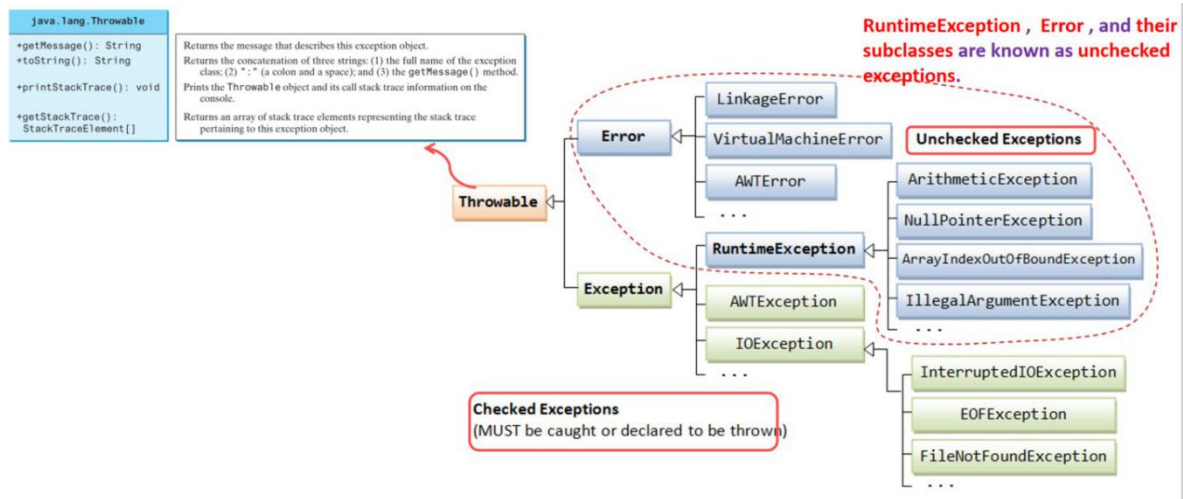 java.lang.Throwable
+getMessage(): String
+toString(): String
+printStackTrace(): void
+getStackTrace():
StackTraceElement[]
Returns the message that describes this exception object.
Returns the concatenation of three strings: (1) the full name of the exception
class; (2) ":" (a colon and a space); and (3) the getMessage() method.
Prints the Throwable object and its call stack trace information on the
console.
Returns an array of stack trace elements representing the stack trace
pertaining to this exception object.
RuntimeException , Error , and their
subclasses are known as unchecked
exceptions.
Throwable
Error
LinkageError
VirtualMachineError
AWTError
...
Unchecked Exceptions
Exception
RuntimeException
ArithmeticException
NullPointerException
ArrayIndexOutOfBoundException
IllegalArgumentException
...
AWTException
IOException
...
InterruptedIOException
EOFException
FileNotFoundException
...
Checked Exceptions
(MUST be caught or declared to be thrown)